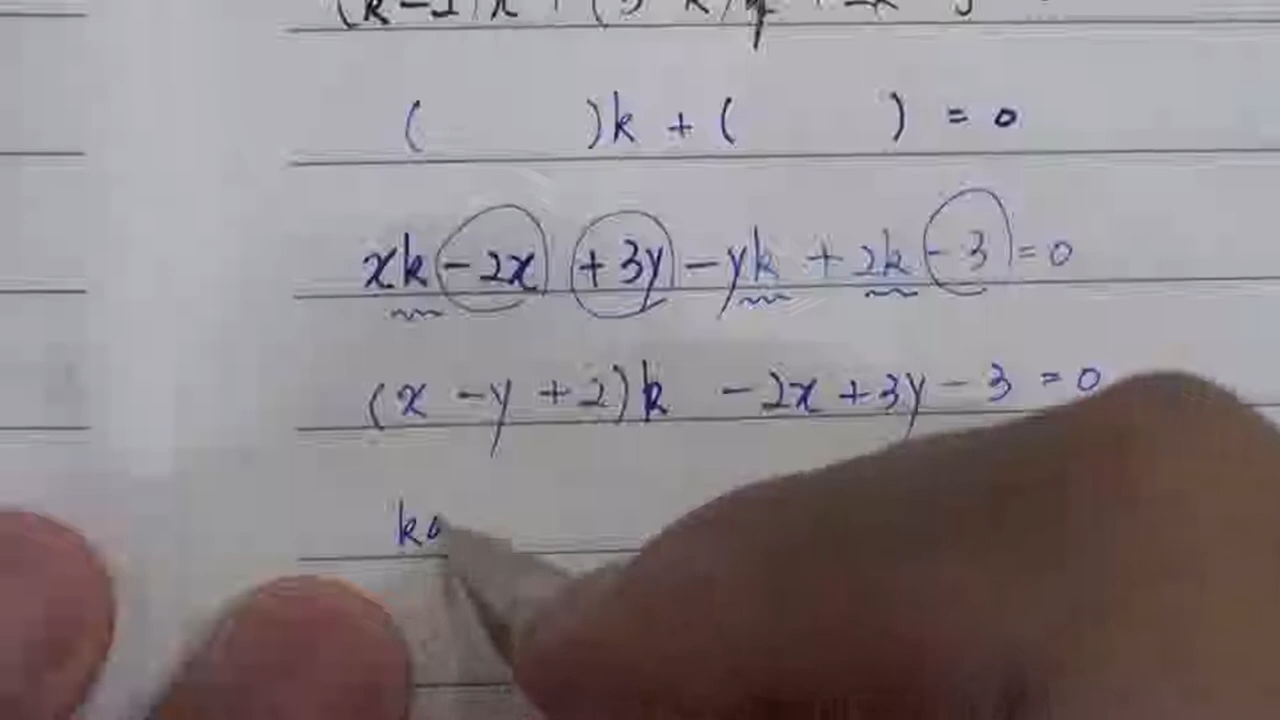 ( )k + ( ) = 0
xk - 2x + 3y - yk + 2k - 3 = 0
(x - y + 2)k - 2x + 3y - 3 = 0